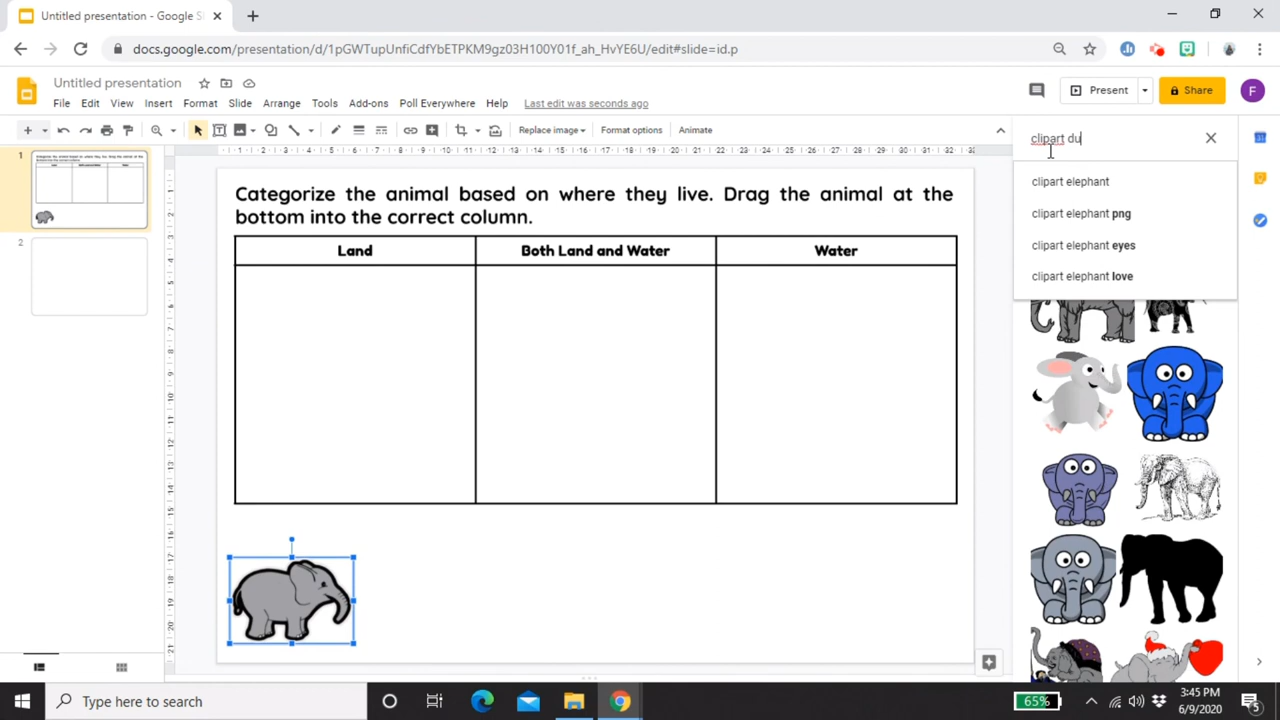 Untitled presentation - Google Sl
docs.google.com/presentation/d/1pGWTupUnfiCdfYbETPKM9gz03H100Y01f_ah_HvYE6U/edit#slide=id.p
Untitled presentation
Present
Share
F
File Edit View Insert Format Slide Arrange Tools Add-ons Poll Everywhere Help Last edit was seconds ago
Replace image Format options Animate
clipart du
clipart elephant
clipart elephant png
clipart elephant eyes
clipart elephant love
1
2
Categorize the animal based on where they live. Drag the animal at the
bottom into the correct column.
Land Both Land and Water Water
Type here to search
65%
3:45 PM
6/9/2020
5